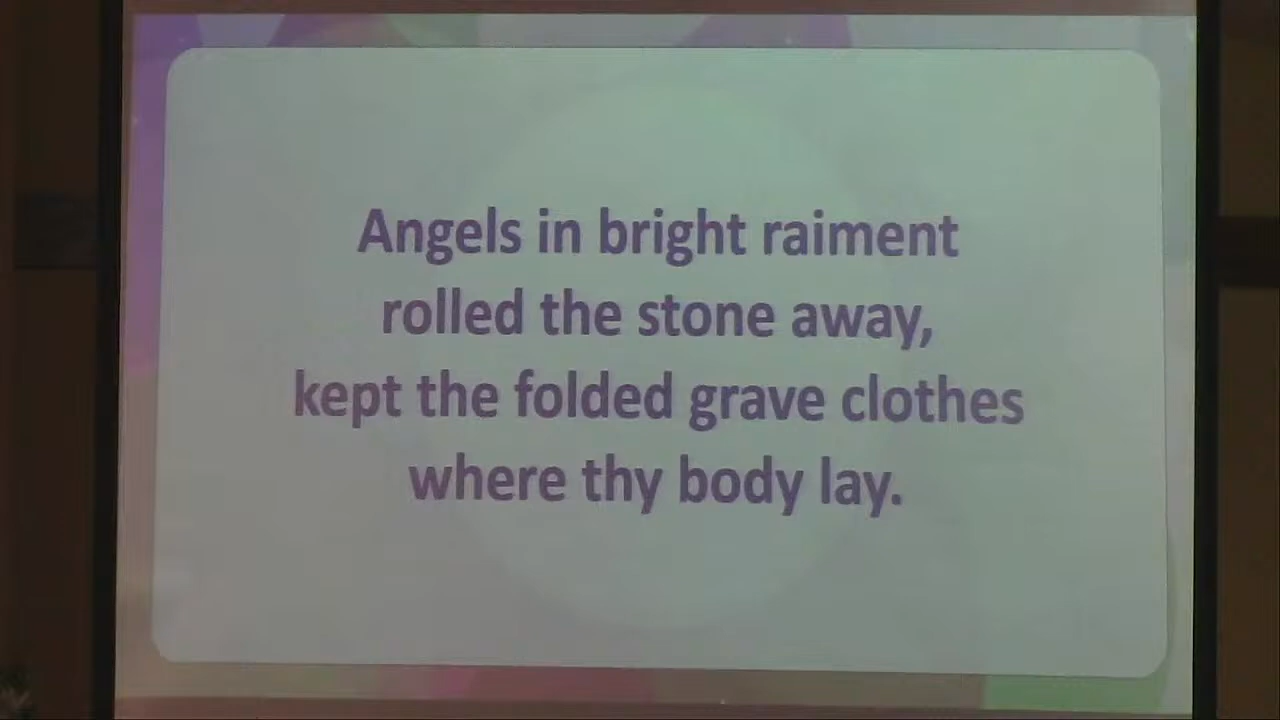 Angels in bright raiment
rolled the stone away,
kept the folded grave clothes
where thy body lay.